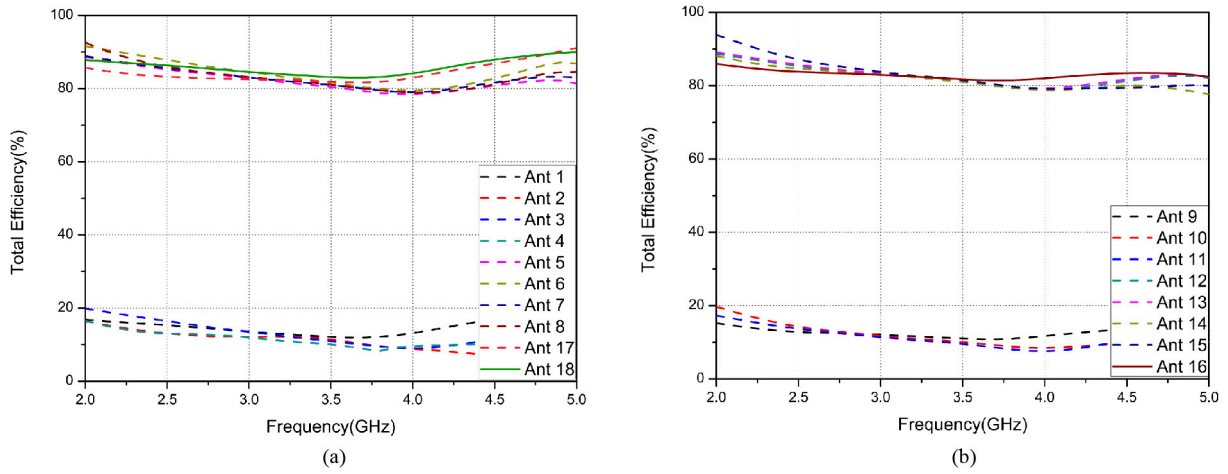 100
80
60
40
20
0
Total Efficiency(%)
Ant 1
Ant 2
Ant 3
Ant 4
Ant 5
Ant 6
Ant 7
Ant 8
Ant 17
Ant 18
2.0 2.5 3.0 3.5 4.0 4.5 5.0
Frequency(GHz)
(a)
100
80
60
40
20
0
Total Efficiency(%)
Ant 9
Ant 10
Ant 11
Ant 12
Ant 13
Ant 14
Ant 15
Ant 16
2.0 2.5 3.0 3.5 4.0 4.5 5.0
Frequency(GHz)
(b)